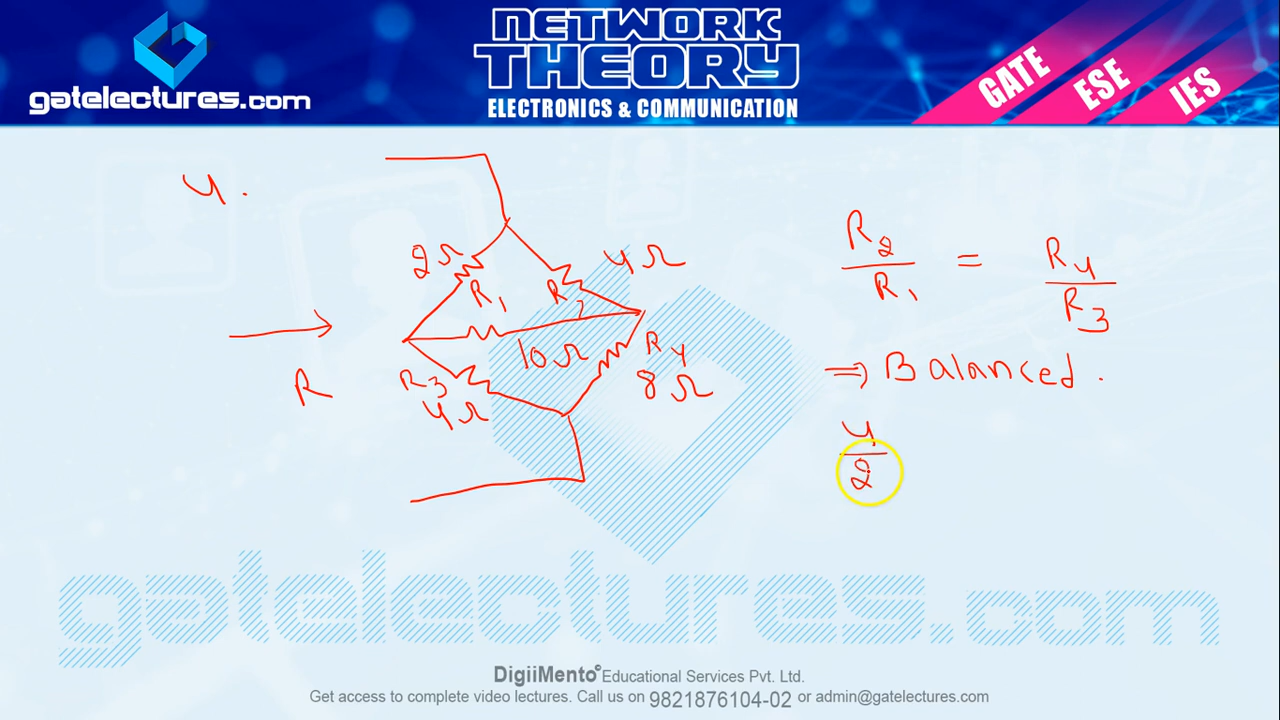 gatelectures.com
NETWORK
THEORY
ELECTRONICS & COMMUNICATION
GATE
ESE
IES
4.
2Ω
4Ω
R1
R2
10Ω
R4
8Ω
R3
4Ω
R
R2/R1 = R4/R3
⇒ Balanced.
4/2
gatelectures.com
DigiiMento© Educational Services Pvt. Ltd.
Get access to complete video lectures. Call us on 9821876104-02 or admin@gatelectures.com